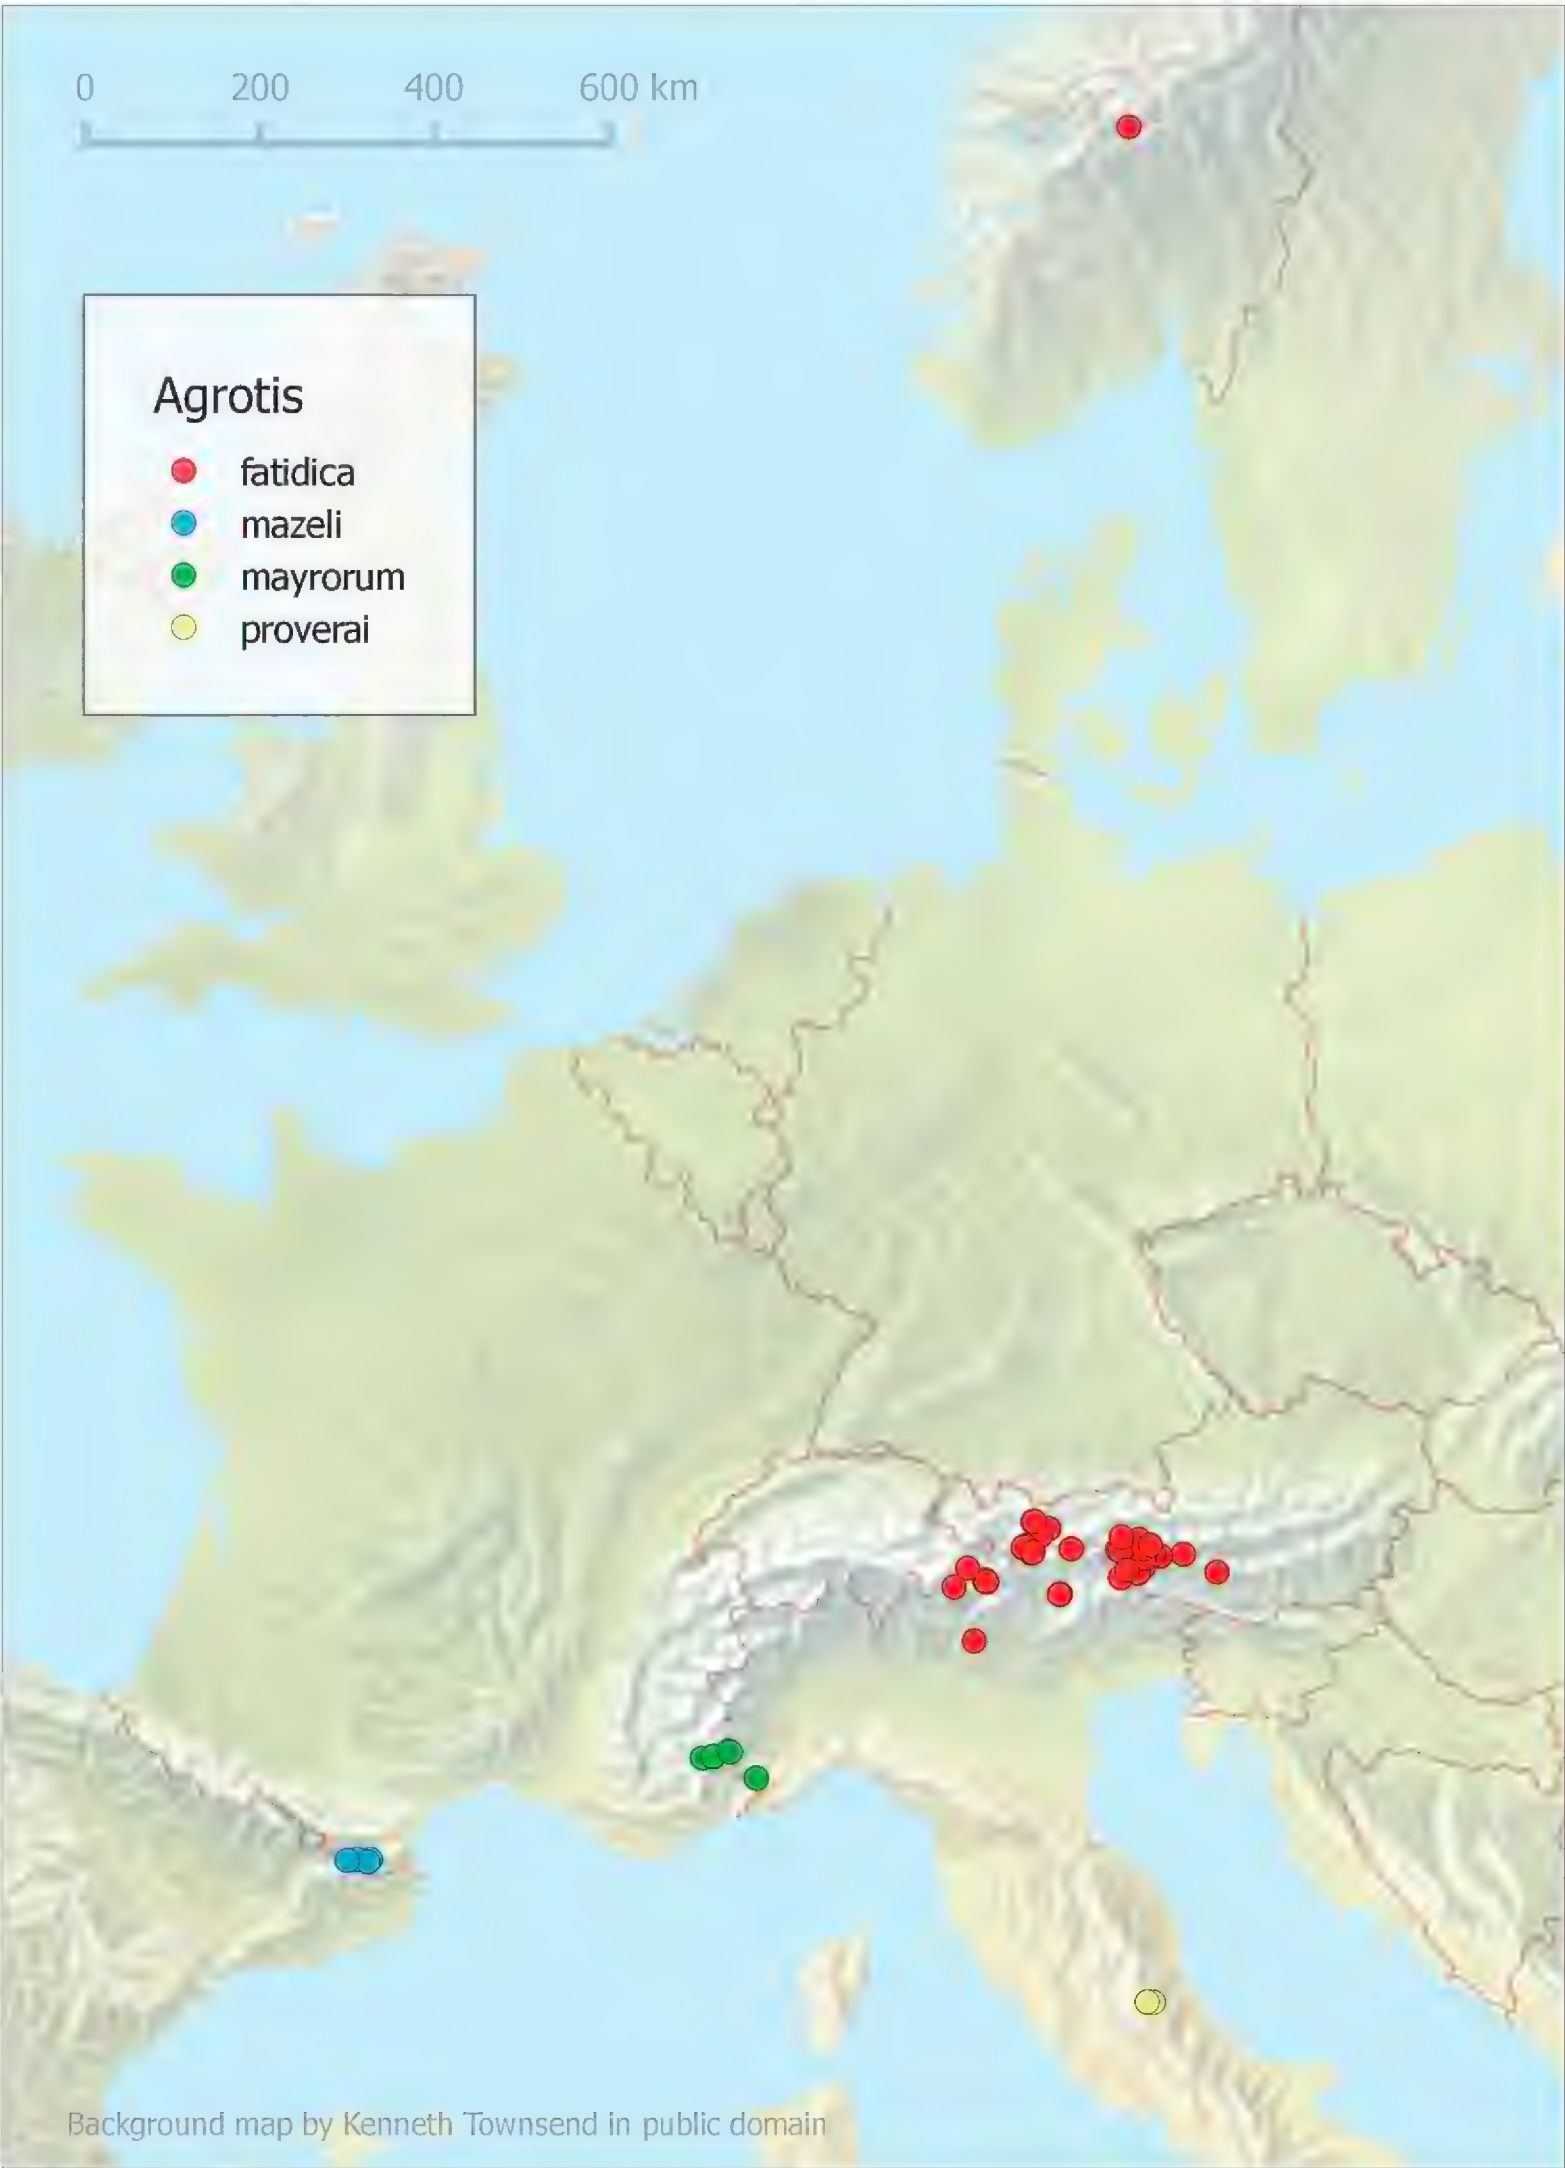 0 200 400 600 km
Agrotis
fatidica
mazeli
mayrorum
proverai
Background map by Kenneth Townsend in public domain